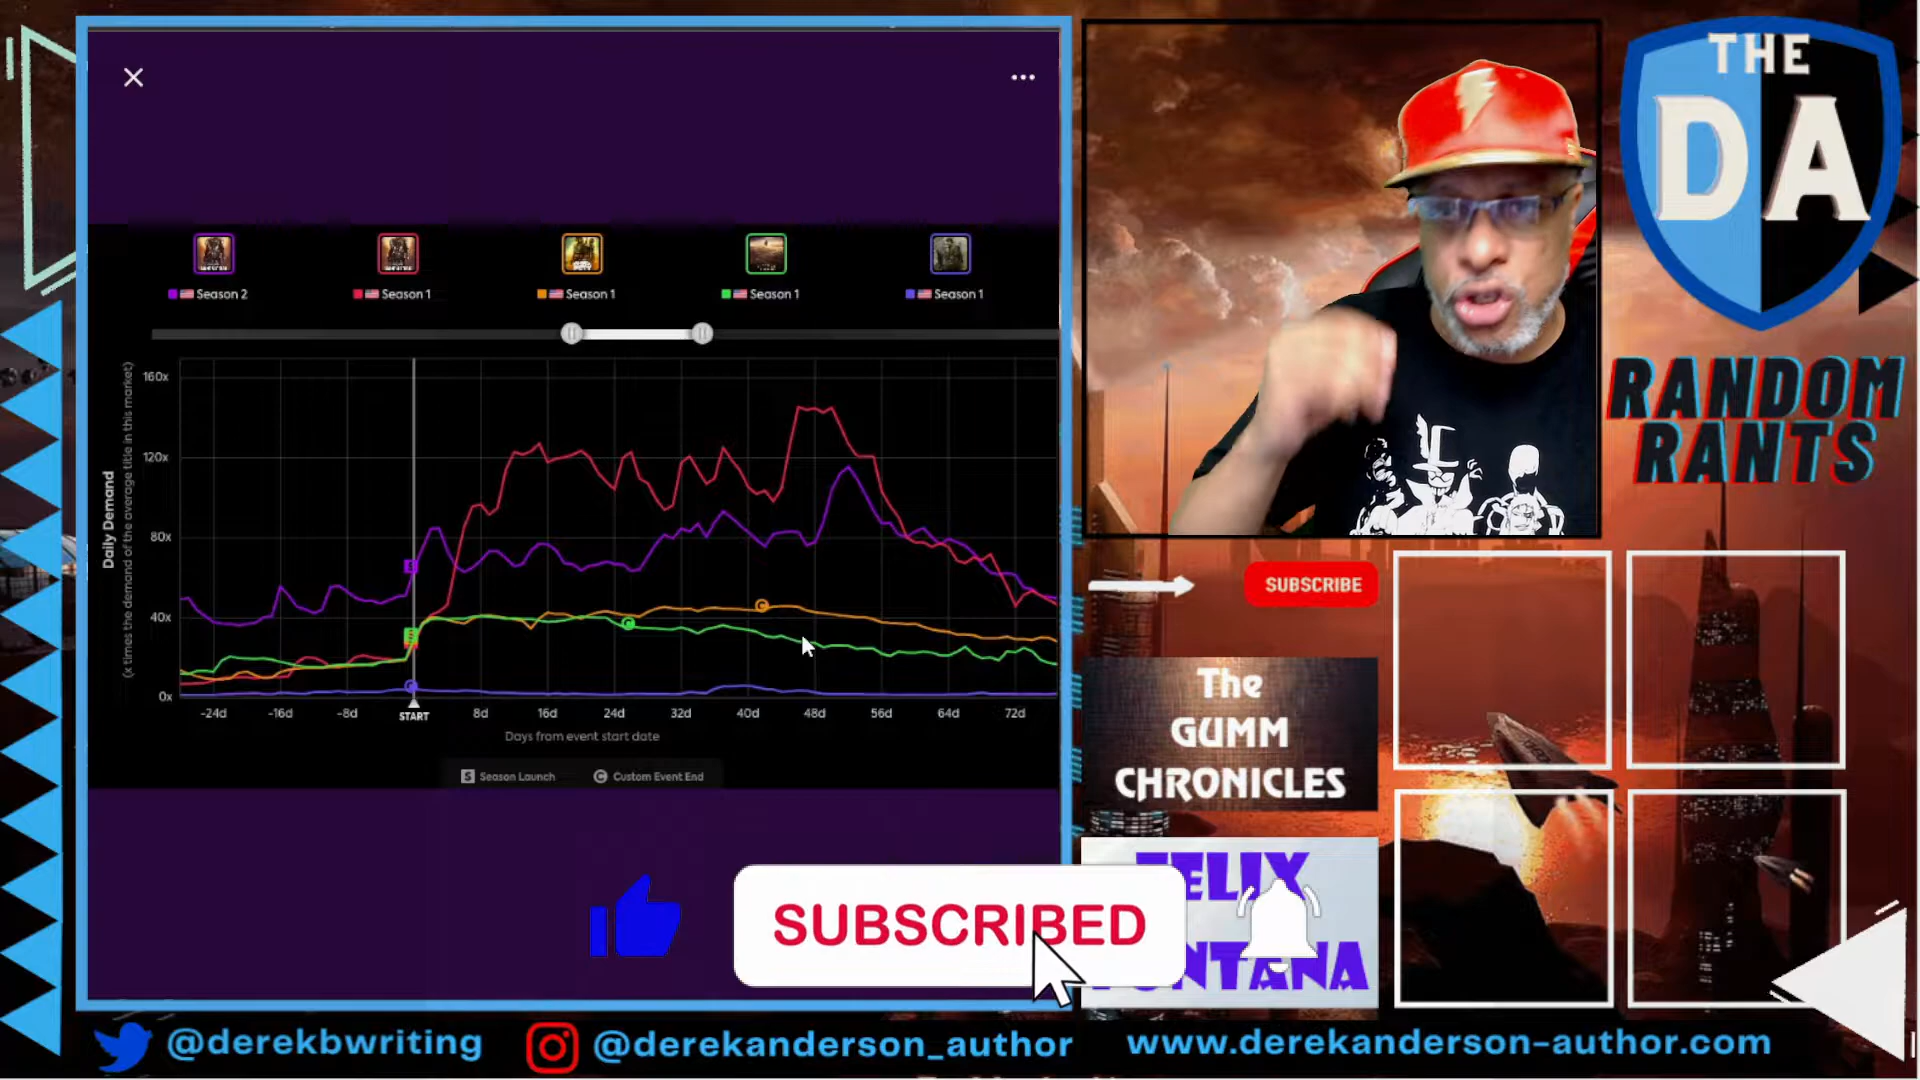 THE
DA
RANDOM
RANTS
Season 2
Season 1
Season 1
Season 1
Season 1
Daily Demand
(x times the demand of the average title in this market)
160x
120x
80x
40x
0x
-24d
-16d
-8d
START
8d
16d
24d
32d
40d
48d
56d
64d
72d
Days from event start date
S Season Launch
C Custom Event End
SUBSCRIBE
The
GUMM
CHRONICLES
SUBSCRIBED
@derekbwriting
@derekanderson_author
www.derekanderson-author.com